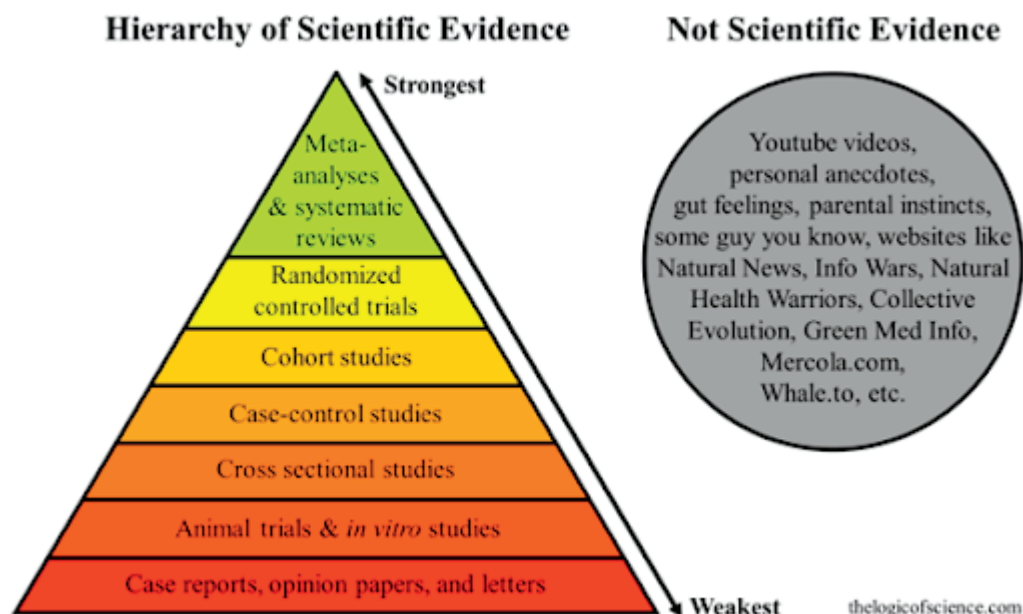 Hierarchy of Scientific Evidence
Strongest
Meta-
analyses
& systematic
reviews
Randomized
controlled trials
Cohort studies
Case-control studies
Cross sectional studies
Animal trials & in vitro studies
Case reports, opinion papers, and letters
Weakest
Not Scientific Evidence
Youtube videos,
personal anecdotes,
gut feelings, parental instincts,
some guy you know, websites like
Natural News, Info Wars, Natural
Health Warriors, Collective
Evolution, Green Med Info,
Mercola.com,
Whale.to, etc.
thelogicofscience.com